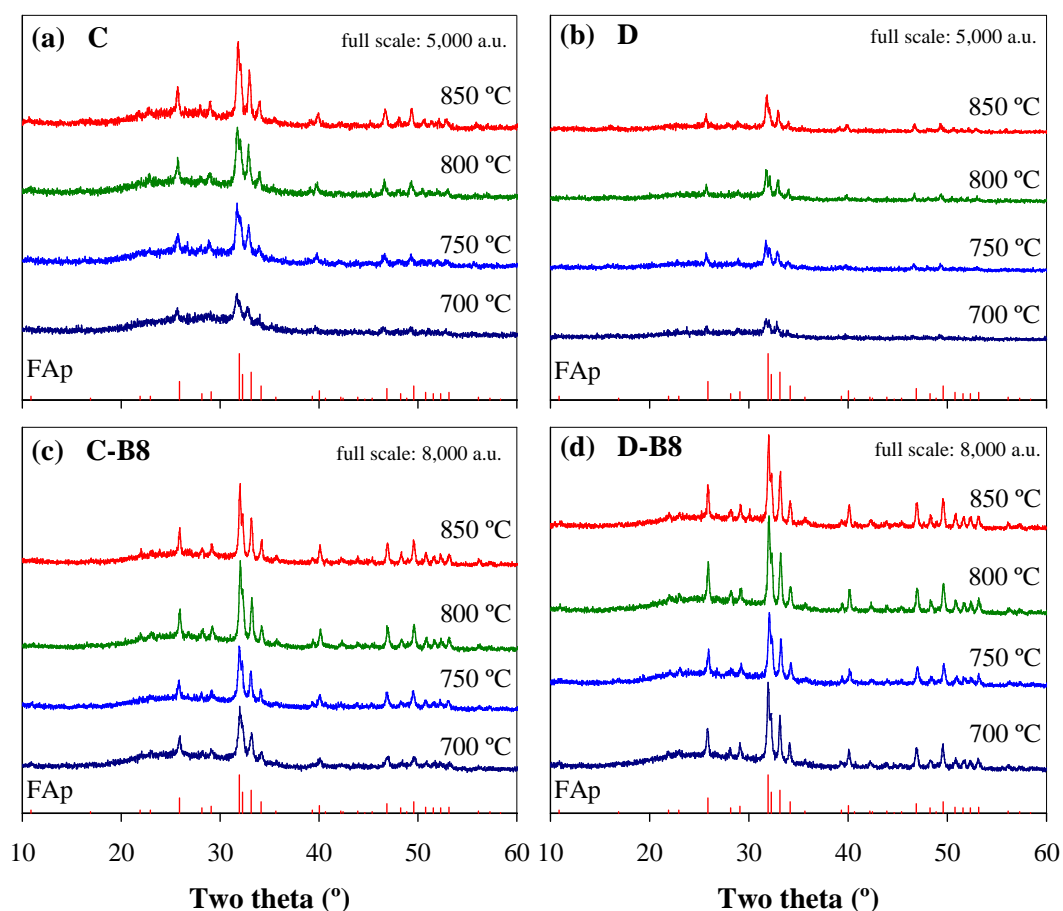 (a) C
full scale: 5,000 a.u.
850 ºC
800 ºC
750 ºC
700 ºC
FAp
(b) D
full scale: 5,000 a.u.
850 ºC
800 ºC
750 ºC
700 ºC
FAp
(c) C-B8
full scale: 8,000 a.u.
850 ºC
800 ºC
750 ºC
700 ºC
FAp
10 20 30 40 50 60
Two theta (º)
(d) D-B8
full scale: 8,000 a.u.
850 ºC
800 ºC
750 ºC
700 ºC
FAp
10 20 30 40 50 60
Two theta (º)